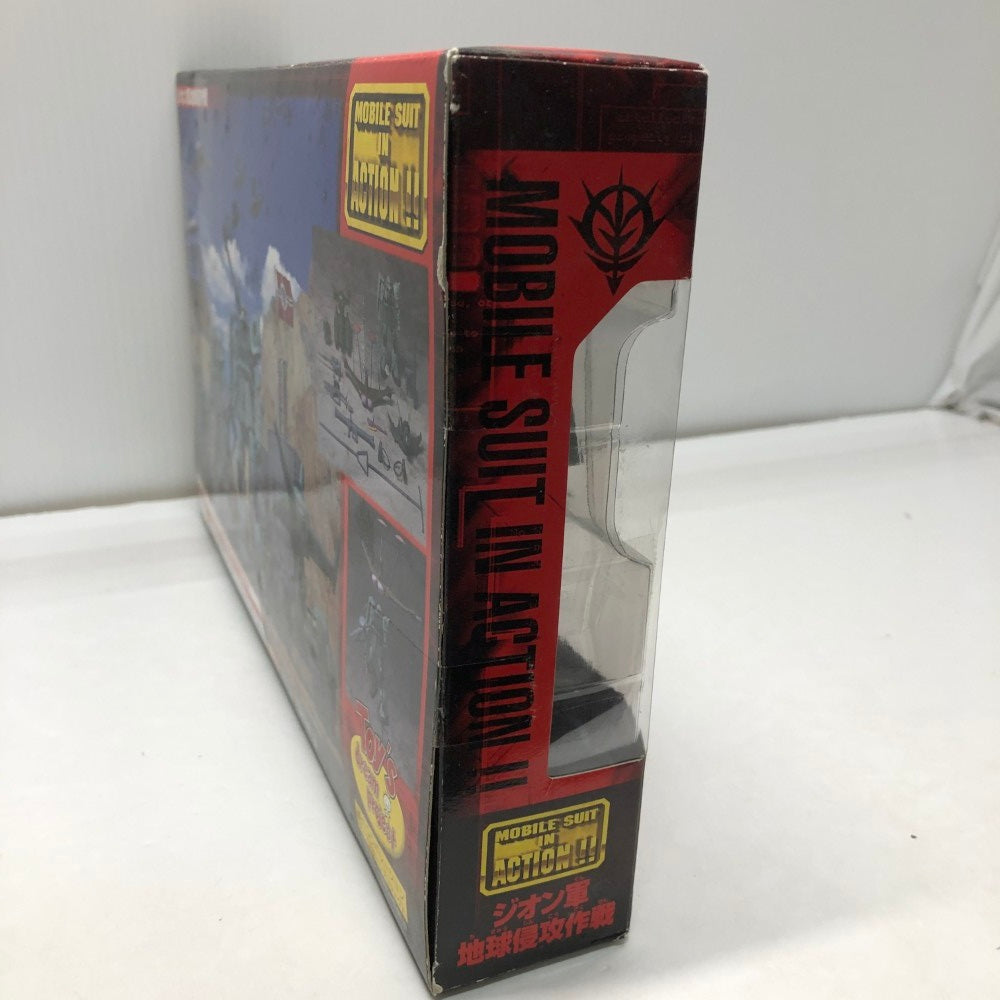 MOBILE SUIT
IN
ACTION !!
Toy's
MOBILE SUIT IN ACTION !!
MOBILE SUIT
IN
ACTION !!
ジオン軍
地球侵攻作戦